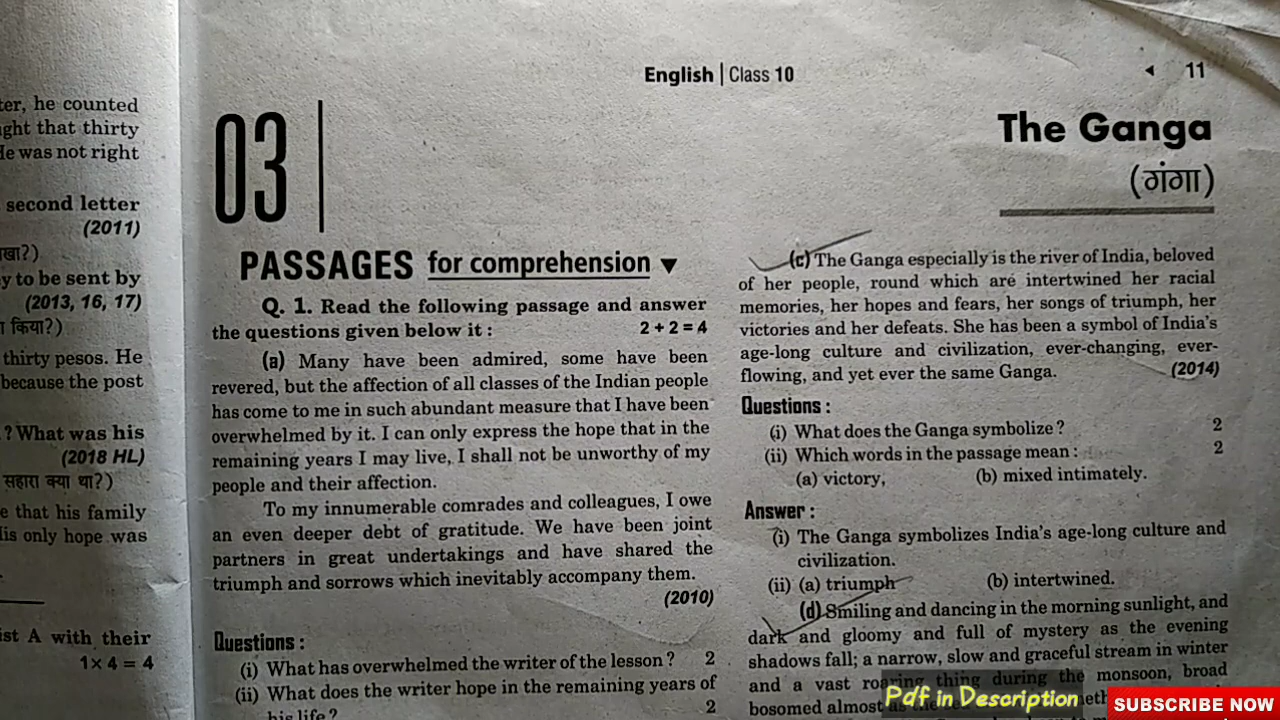 ter, he counted
ght that thirty
He was not right
second letter
(2011)
y to be sent by
(2013, 16, 17)
किया?)
thirty pesos. He
because the post
? What was his
(2018 HL)
सहारा क्या था?)
e that his family
His only hope was
ist A with their
1 × 4 = 4
English | Class 10
◄ 11
03
The Ganga
(गंगा)
PASSAGES for comprehension ▼
Q. 1. Read the following passage and answer
the questions given below it : 2 + 2 = 4
(a) Many have been admired, some have been
revered, but the affection of all classes of the Indian people
has come to me in such abundant measure that I have been
overwhelmed by it. I can only express the hope that in the
remaining years I may live, I shall not be unworthy of my
people and their affection.
To my innumerable comrades and colleagues, I owe
an even deeper debt of gratitude. We have been joint
partners in great undertakings and have shared the
triumph and sorrows which inevitably accompany them.
(2010)
Questions :
(i) What has overwhelmed the writer of the lesson ? 2
(ii) What does the writer hope in the remaining years of
his life ? 2
(c) The Ganga especially is the river of India, beloved
of her people, round which are intertwined her racial
memories, her hopes and fears, her songs of triumph, her
victories and her defeats. She has been a symbol of India's
age-long culture and civilization, ever-changing, ever-
flowing, and yet ever the same Ganga. (2014)
Questions :
(i) What does the Ganga symbolize ? 2
(ii) Which words in the passage mean : 2
(a) victory, (b) mixed intimately.
Answer :
(i) The Ganga symbolizes India's age-long culture and
civilization.
(ii) (a) triumph (b) intertwined.
(d) Smiling and dancing in the morning sunlight, and
dark and gloomy and full of mystery as the evening
shadows fall; a narrow, slow and graceful stream in winter
and a vast roaring thing during the monsoon, broad
bosomed almost as
Pdf in Description
SUBSCRIBE NOW